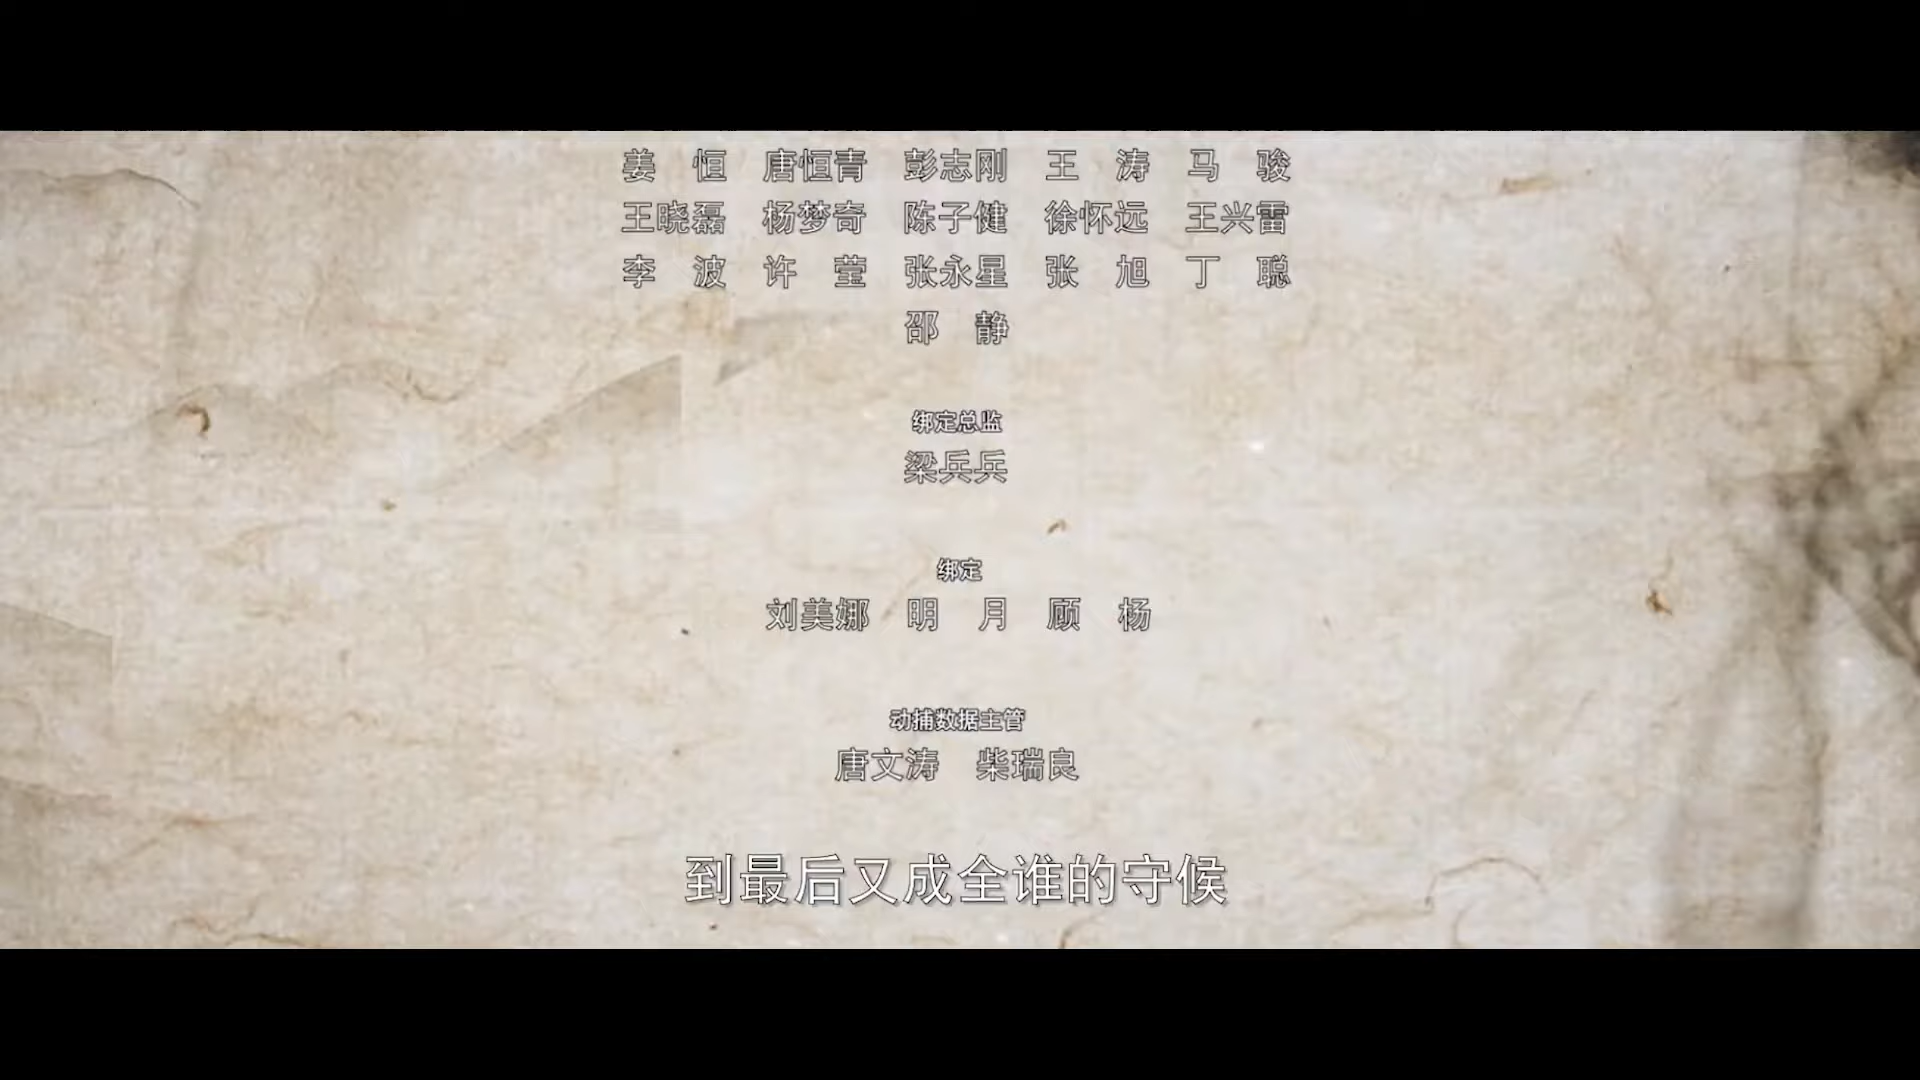 姜　恒　唐恒青　彭志刚　王　涛　马　骏
王晓磊　杨梦奇　陈子健　徐怀远　王兴雷
李　波　许　莹　张永星　张　旭　丁　聪
邵　静
绑定总监
梁兵兵
绑定
刘美娜　明　月　顾　杨
动捕数据主管
唐文涛　柴瑞良
到最后又成全谁的守候